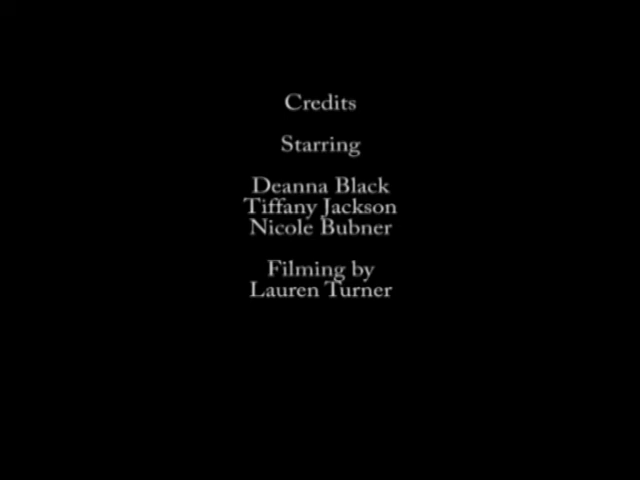 Credits
Starring
Deanna Black
Tiffany Jackson
Nicole Bubner
Filming by
Lauren Turner